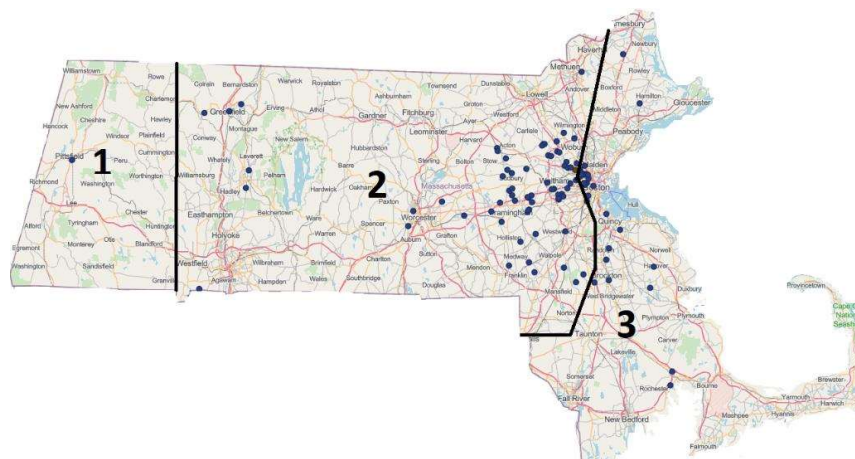 Amesbury
Haverhill
Newbury
Williamstown
Rowe
Colrain
Bernardston
Warwick
Royalston
Ashburnham
Townsend
Dunstable
Methuen
Rowley
Andover
Boxford
Hamilton
Gloucester
New Ashford
Charlemont
Hawley
Greenfield
Erving
Athol
Gardner
Fitchburg
Groton
Lowell
Middleton
Cheshire
Montague
Leominster
Ayer
Carlisle
Wilmington
Peabody
Hancock
Windsor
Plainfield
Conway
New Salem
Hubbardston
Harvard
Acton
Woburn
Pittsfield
1
Peru
Cummington
Whately
Leverett
Barre
Sterling
Bolton
Stow
Malden
Richmond
Washington
Worthington
Williamsburg
Hadley
Pelham
2
Oakham
Massachusetts
Waltham
Lee
Chester
Easthampton
Belchertown
Hardwick
Paxton
Worcester
Framingham
Hull
Alford
Tyringham
Huntington
Holyoke
Ware
Spencer
Auburn
Grafton
Holliston
Quincy
Egremont
Monterey
Otis
Blandford
Warren
Charlton
Sutton
Medway
Walpole
Norwell
Washington
Sandisfield
Westfield
Wilbraham
Brimfield
Mendon
Franklin
Hanover
Granville
Agawam
Hampden
Wales
Southbridge
Douglas
Mansfield
Brockton
West Bridgewater
Duxbury
Provincetown
Norton
3
Plympton
Plymouth
Taunton
Carver
Lakeville
Somerset
Rochester
Bourne
Brewster
Fall River
Yarmouth
Harwich
New Bedford
Mashpee
Hyannis
Falmouth